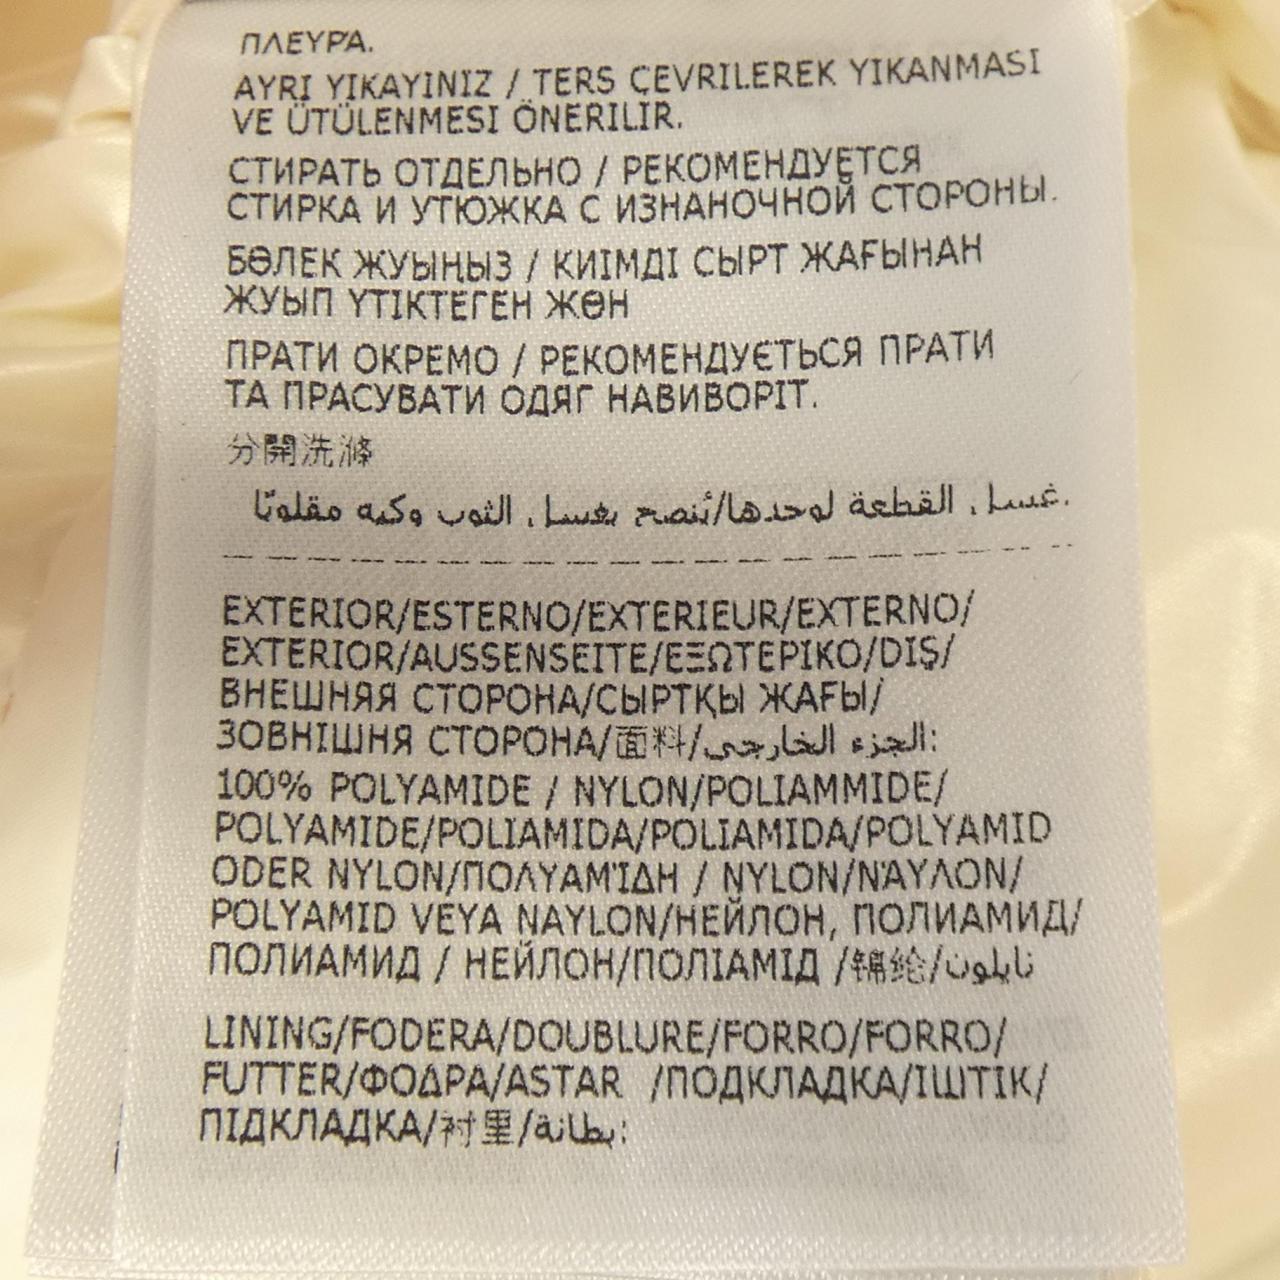 ΠΛΕΥΡΆ.
AYRI YIKAYINIZ / TERS ÇEVRILEREK YIKANMASI
VE ÜTÜLENMESI ÖNERILIR.
СТИРАТЬ ОТДЕЛЬНО / РЕКОМЕНДУЕТСЯ
СТИРКА И УТЮЖКА С ИЗНАНОЧНОЙ СТОРОНЫ.
БӨЛЕК ЖУЫҢЫЗ / КИІМДІ СЫРТ ЖАҒЫНАН
ЖУЫП ҮТІКТЕГЕН ЖӨН
ПРАТИ ОКРЕМО / РЕКОМЕНДУЄТЬСЯ ПРАТИ
ТА ПРАСУВАТИ ОДЯГ НАВИВОРІТ.
分開洗滌
غسل القطعة لوحدها/يُنصح بغسل الثوب وكيه مقلوبًا.
EXTERIOR/ESTERNO/EXTERIEUR/EXTERNO/
EXTERIOR/AUSSENSEITE/ΕΞΩΤΕΡΙΚΟ/DIŞ/
ВНЕШНЯЯ СТОРОНА/СЫРТҚЫ ЖАҒЫ/
ЗОВНІШНЯ СТОРОНА/面料/الجزء الخارجي:
100% POLYAMIDE / NYLON/POLIAMMIDE/
POLYAMIDE/POLIAMIDA/POLIAMIDA/POLYAMID
ODER NYLON/ΠΟΛΥΑΜΊΔΗ / NYLON/ΝΆΥΛΟΝ/
POLYAMID VEYA NAYLON/НЕЙЛОН, ПОЛИАМИД/
ПОЛИАМИД / НЕЙЛОН/ПОЛІАМІД /锦纶/نايلون
LINING/FODERA/DOUBLURE/FORRO/FORRO/
FUTTER/ΦΟΔΡΑ/ASTAR /ПОДКЛАДКА/ІШТІК/
ПІДКЛАДКА/衬里/بطانة: